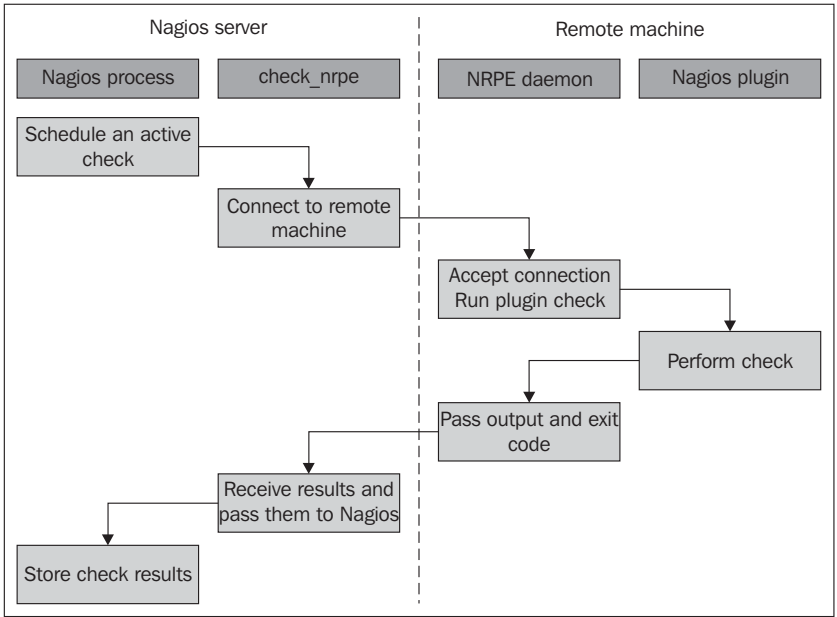 Nagios server
Remote machine
Nagios process
check_nrpe
NRPE daemon
Nagios plugin
Schedule an active
check
Connect to remote
machine
Accept connection
Run plugin check
Perform check
Pass output and exit
code
Receive results and
pass them to Nagios
Store check results